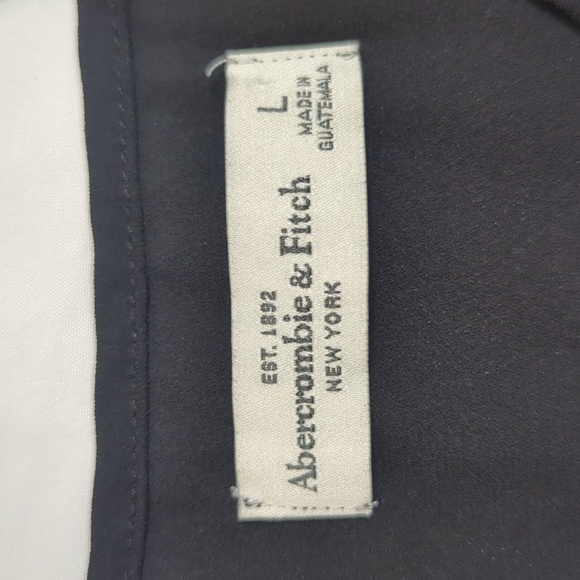 EST. 1892
Abercrombie & Fitch
NEW YORK
L
MADE IN
GUATEMALA